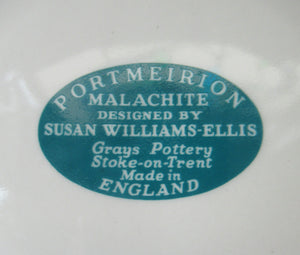 PORTMEIRION
MALACHITE
DESIGNED BY
SUSAN WILLIAMS-ELLIS
Grays Pottery
Stoke-on-Trent
Made in
ENGLAND